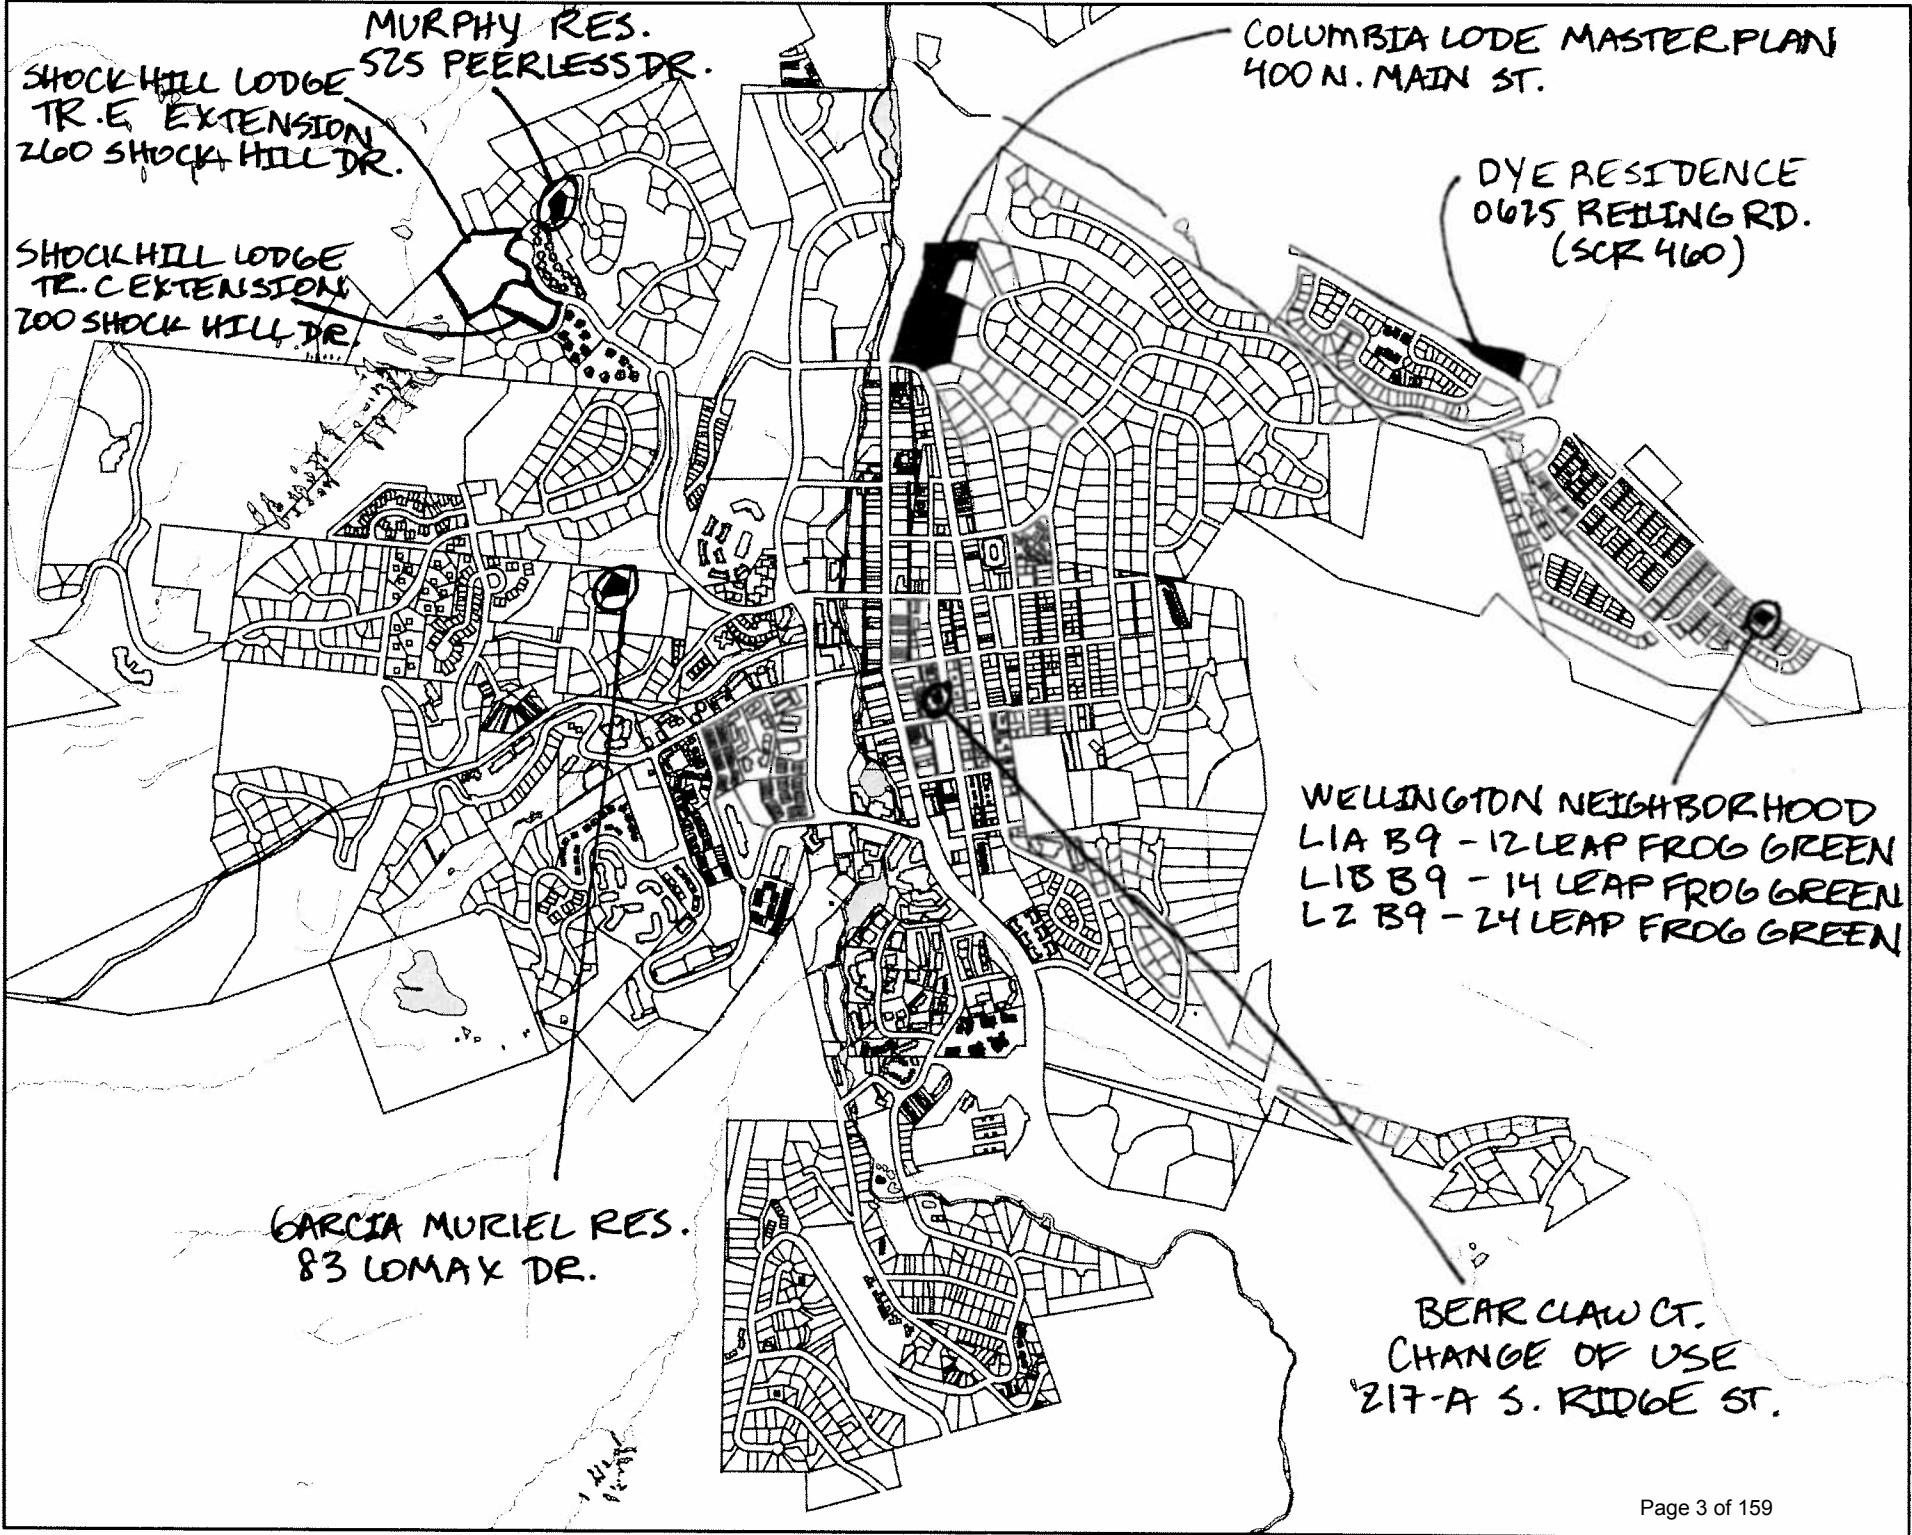 MURPHY RES.
525 PEERLESS DR.
SHOCK HILL LODGE
TR.E EXTENSION
260 SHOCK HILL DR.
SHOCK HILL LODGE
TR. C EXTENSION
200 SHOCK HILL DR.
COLUMBIA LODE MASTER PLAN
400 N. MAIN ST.
DYE RESIDENCE
0625 REILING RD.
(SCR 460)
WELLINGTON NEIGHBORHOOD
L1A B9 - 12 LEAP FROG GREEN
L1B B9 - 14 LEAP FROG GREEN
L2 B9 - 24 LEAP FROG GREEN
GARCIA MURIEL RES.
83 LOMAX DR.
BEAR CLAW CT.
CHANGE OF USE
217-A S. RIDGE ST.
Page 3 of 159